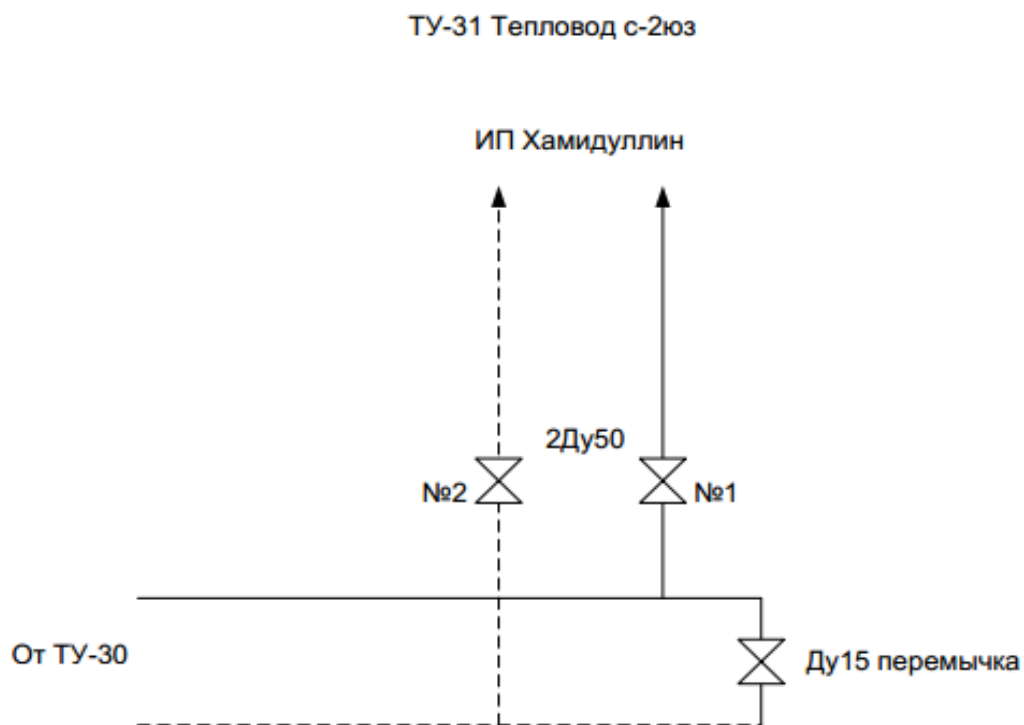 ТУ-31 Тепловод с-2юз
ИП Хамидуллин
2Ду50
№2
№1
От ТУ-30
Ду15 перемычка